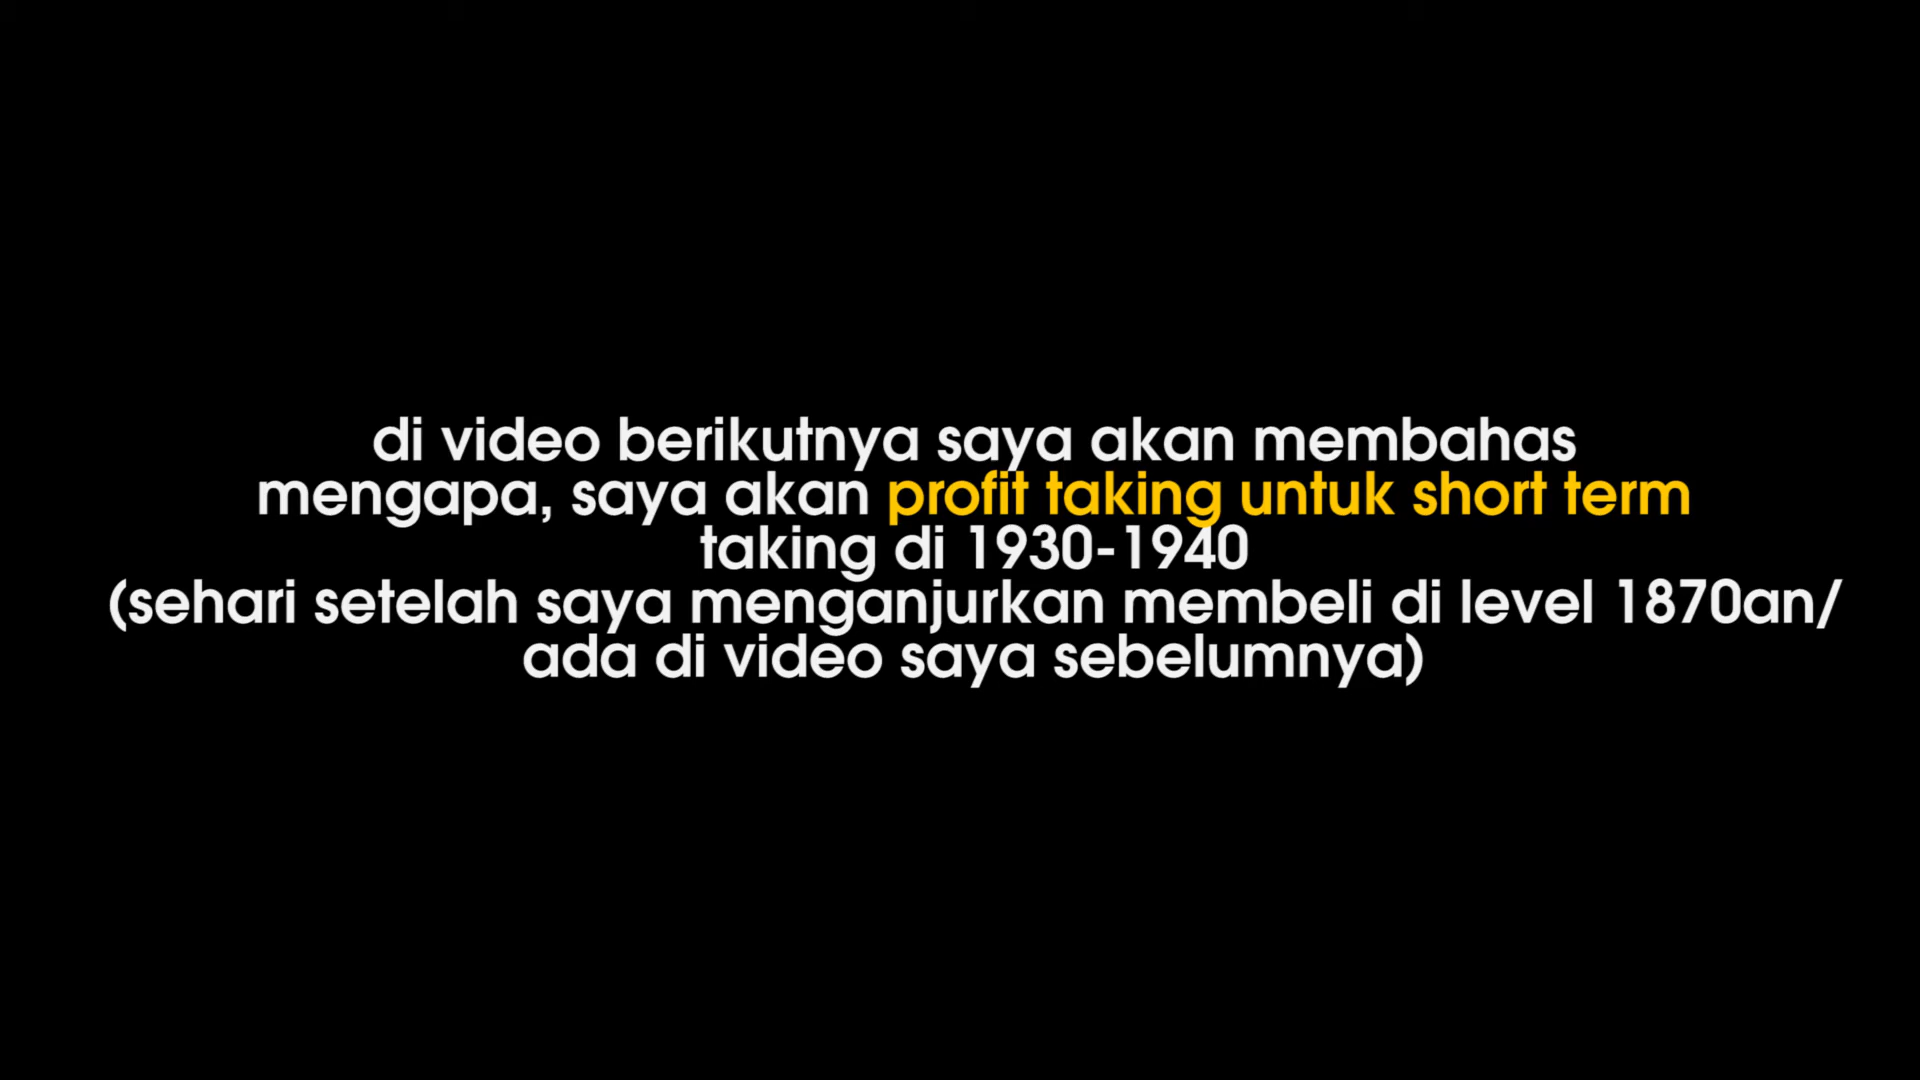 di video berikutnya saya akan membahas
mengapa, saya akan profit taking untuk short term
taking di 1930-1940
(sehari setelah saya menganjurkan membeli di level 1870an/
ada di video saya sebelumnya)